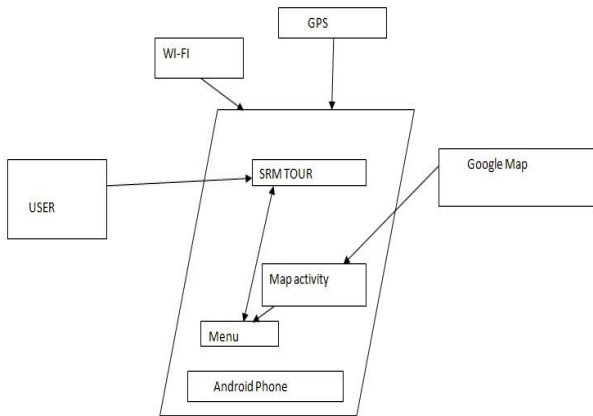 GPS
WI-FI
SRM TOUR
Google Map
USER
Map activity
Menu
Android Phone